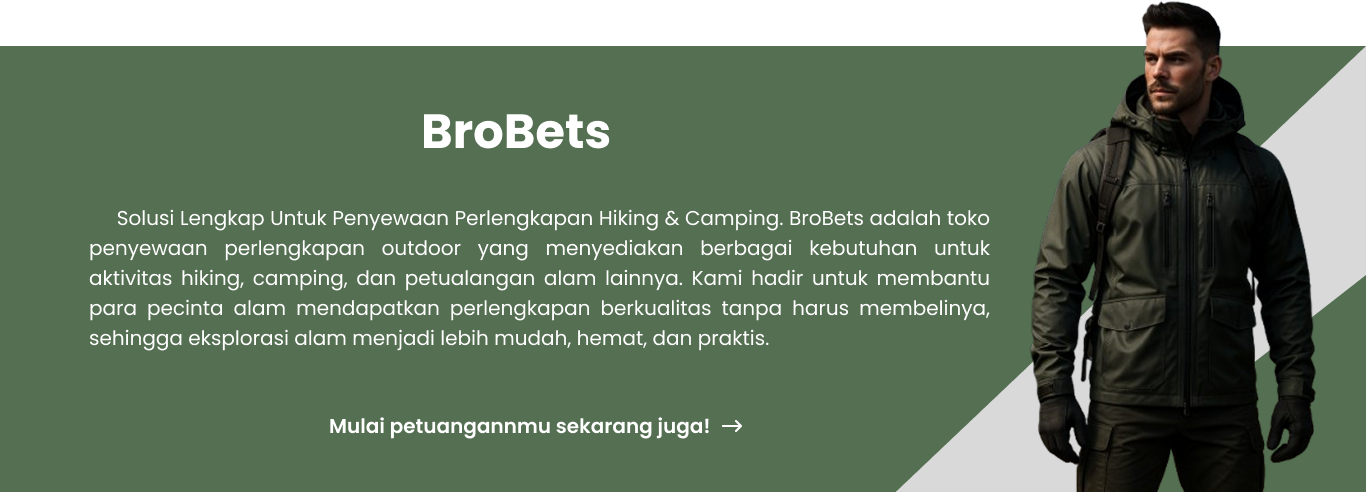 BroBets
Solusi Lengkap Untuk Penyewaan Perlengkapan Hiking & Camping. BroBets adalah toko
penyewaan perlengkapan outdoor yang menyediakan berbagai kebutuhan untuk
aktivitas hiking, camping, dan petualangan alam lainnya. Kami hadir untuk membantu
para pecinta alam mendapatkan perlengkapan berkualitas tanpa harus membelinya,
sehingga eksplorasi alam menjadi lebih mudah, hemat, dan praktis.
Mulai petuangannmu sekarang juga! →